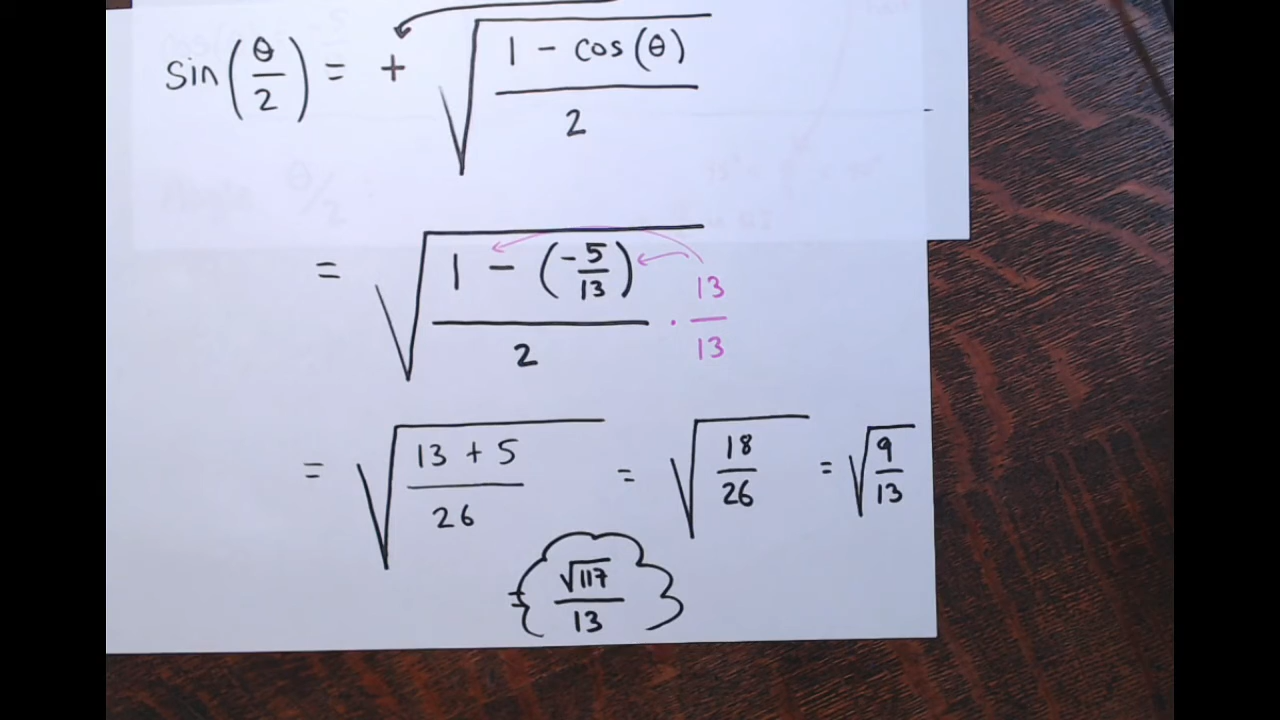 sin(θ/2) = + √((1 - cos(θ))/2)
= √((1 - (-5/13))/2 · 13/13)
= √((13 + 5)/26) = √(18/26) = √(9/13)
= √117/13